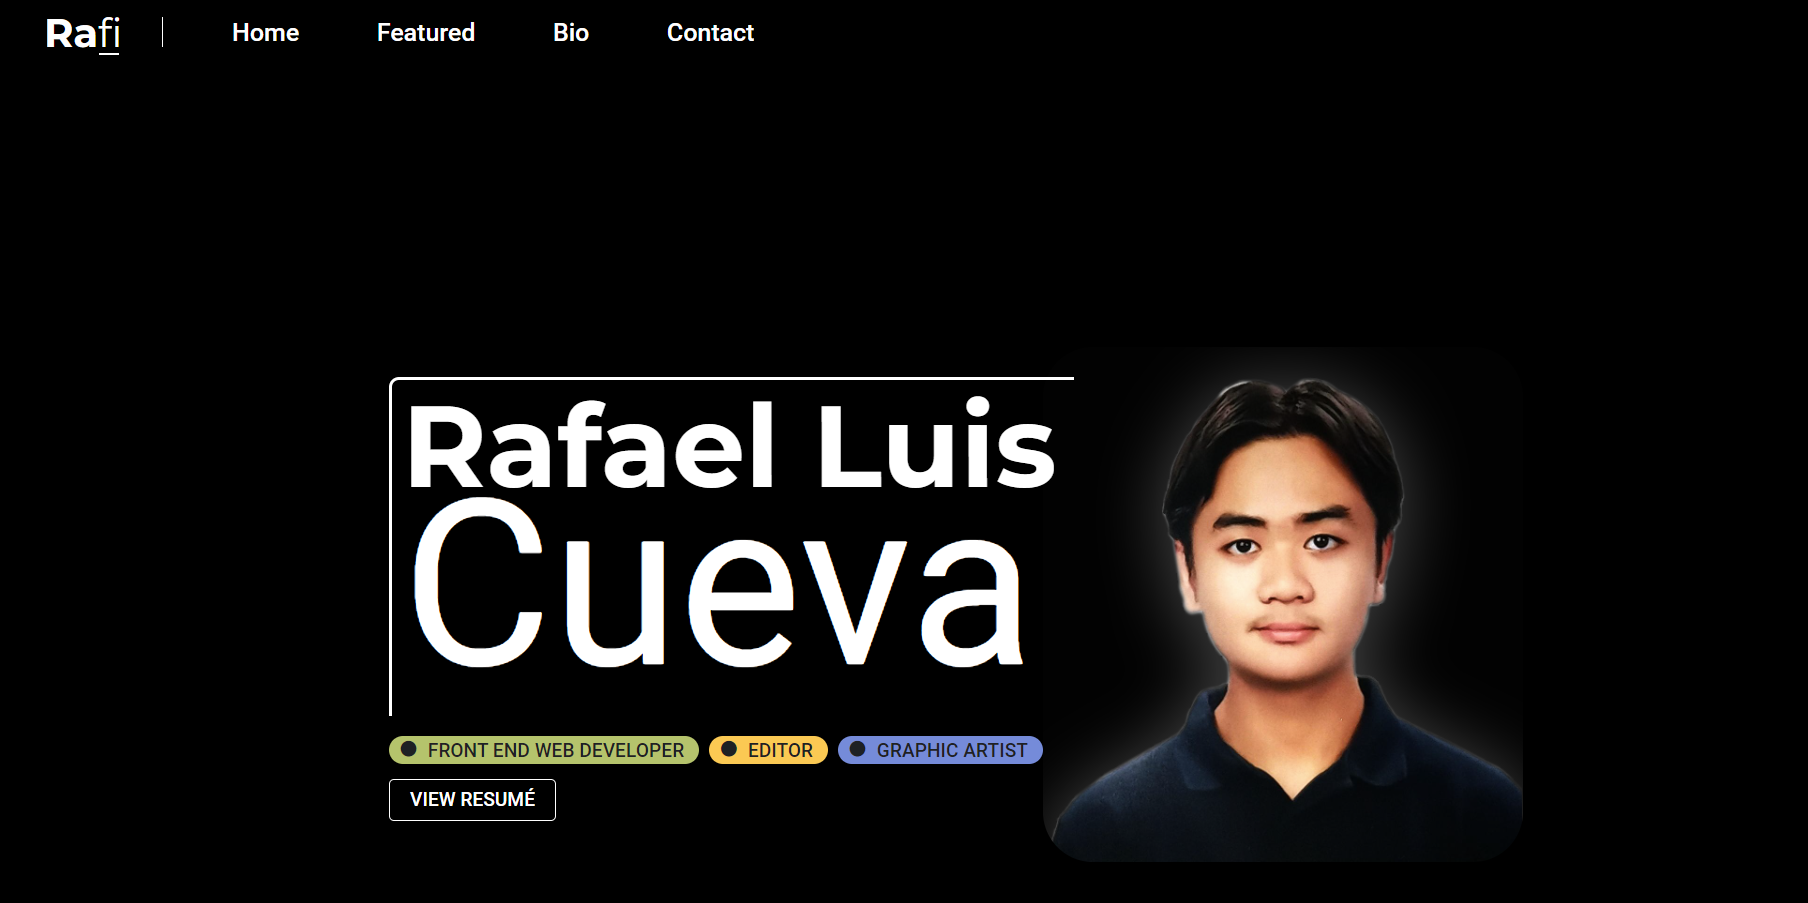 Rafi Home Featured Bio Contact
Rafael Luis
Cueva
FRONT END WEB DEVELOPER EDITOR GRAPHIC ARTIST
VIEW RESUMÉ